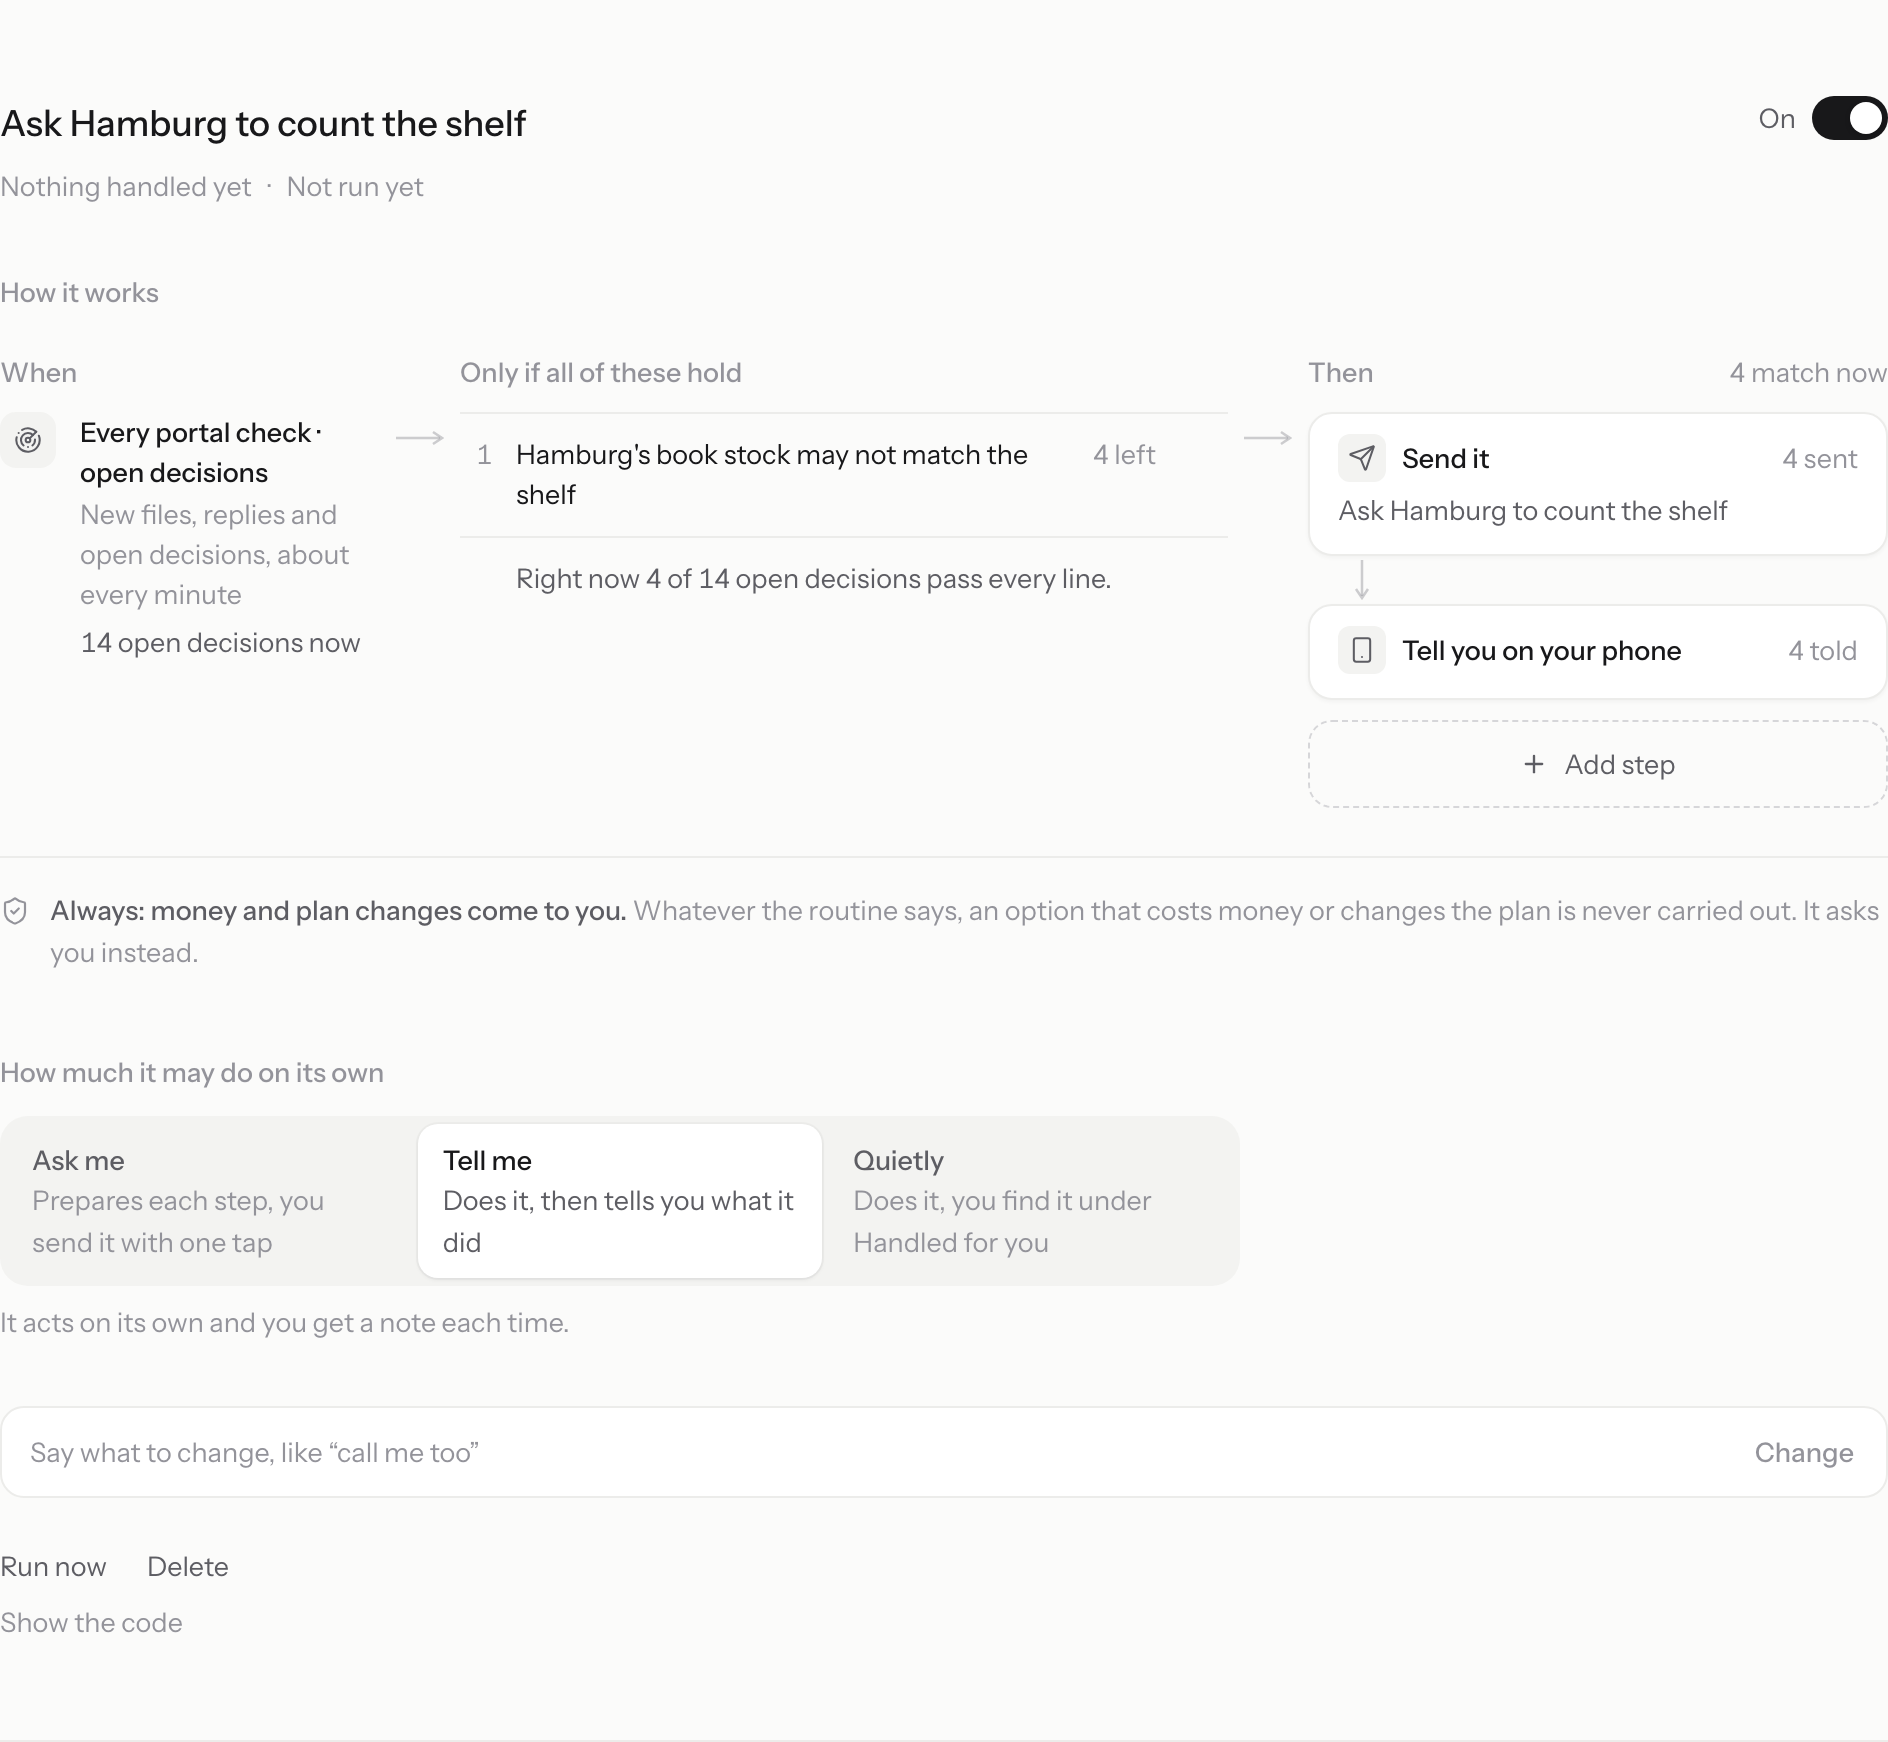 Ask Hamburg to count the shelf
On
Nothing handled yet · Not run yet
How it works
When
Every portal check ·
open decisions
New files, replies and
open decisions, about
every minute
14 open decisions now
Only if all of these hold
1 Hamburg's book stock may not match the
shelf
4 left
Right now 4 of 14 open decisions pass every line.
Then
4 match now
Send it
4 sent
Ask Hamburg to count the shelf
Tell you on your phone
4 told
+ Add step
Always: money and plan changes come to you. Whatever the routine says, an option that costs money or changes the plan is never carried out. It asks
you instead.
How much it may do on its own
Ask me
Prepares each step, you
send it with one tap
Tell me
Does it, then tells you what it
did
Quietly
Does it, you find it under
Handled for you
It acts on its own and you get a note each time.
Say what to change, like “call me too”
Change
Run now
Delete
Show the code